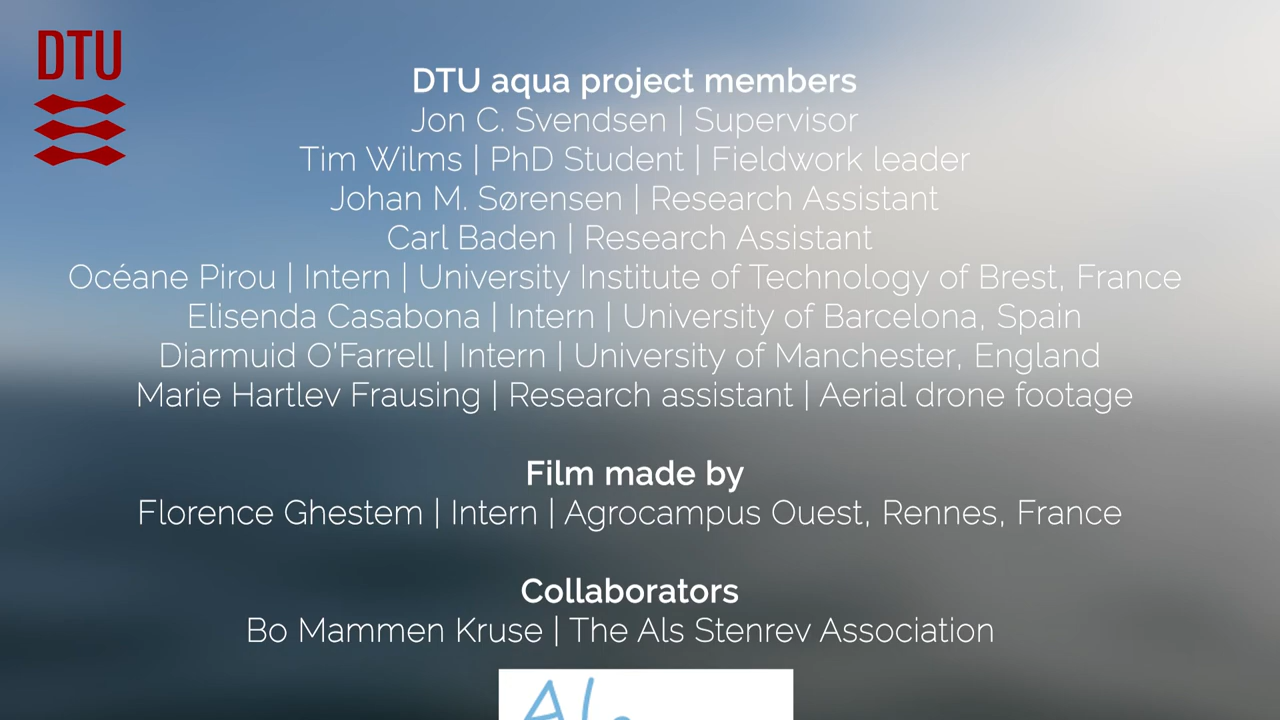 DTU
DTU aqua project members
Jon C. Svendsen | Supervisor
Tim Wilms | PhD Student | Fieldwork leader
Johan M. Sørensen | Research Assistant
Carl Baden | Research Assistant
Océane Pirou | Intern | University Institute of Technology of Brest, France
Elisenda Casabona | Intern | University of Barcelona, Spain
Diarmuid O'Farrell | Intern | University of Manchester, England
Marie Hartlev Frausing | Research assistant | Aerial drone footage
Film made by
Florence Ghestem | Intern | Agrocampus Ouest, Rennes, France
Collaborators
Bo Mammen Kruse | The Als Stenrev Association